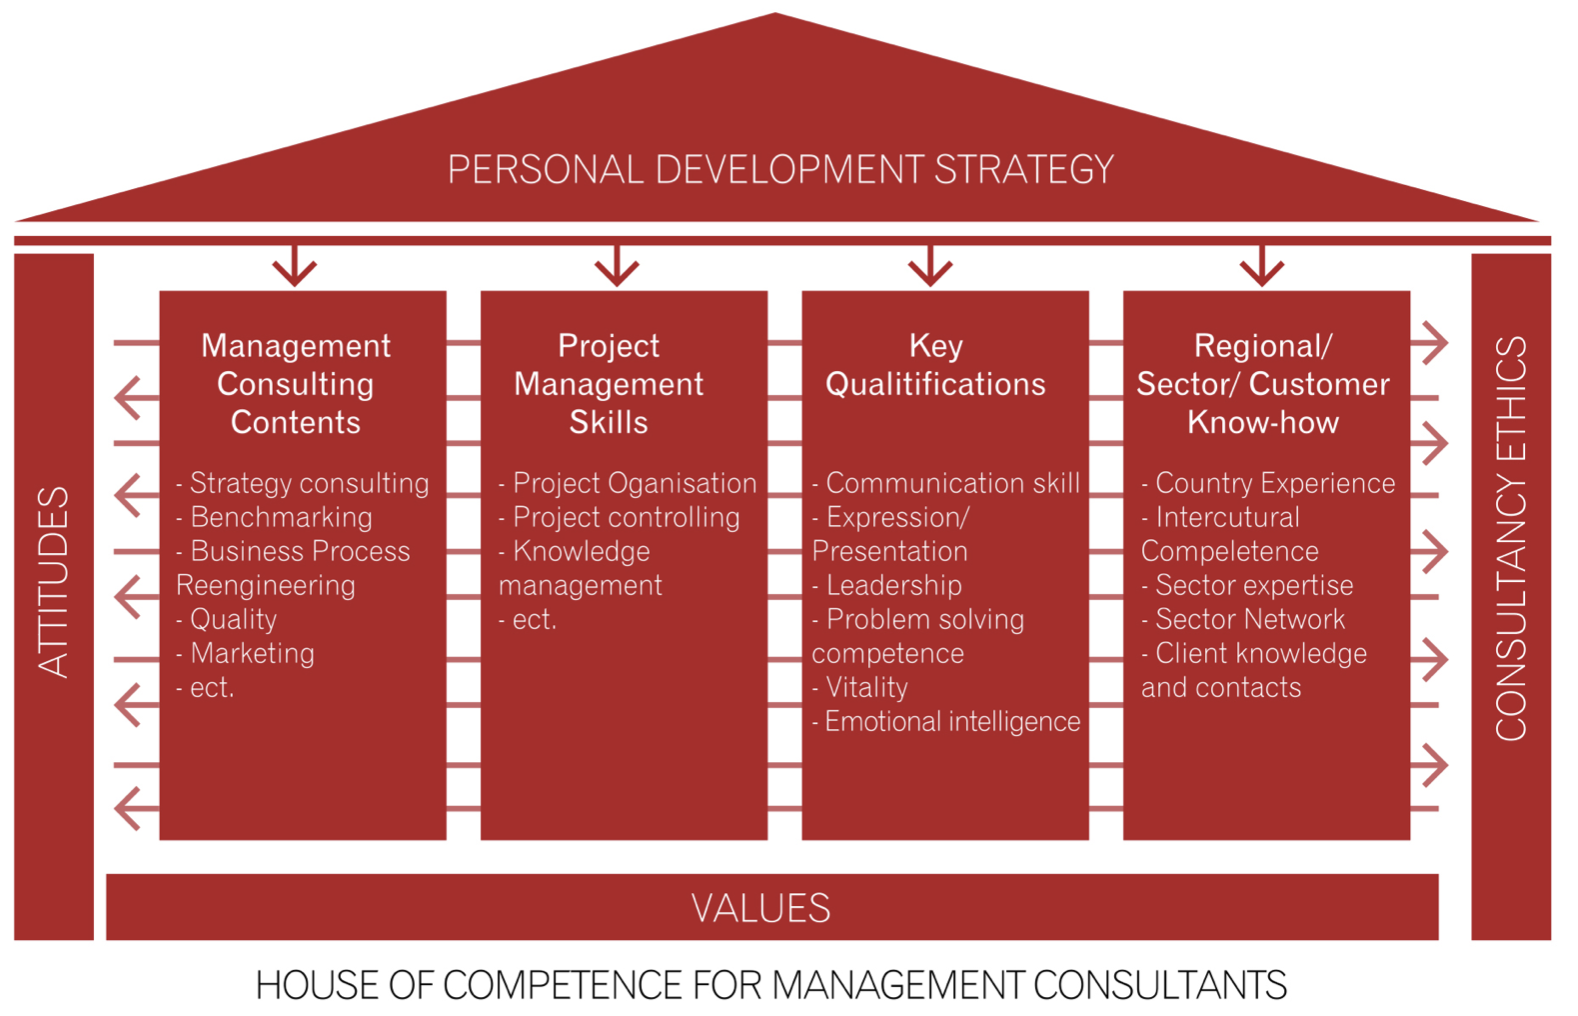 PERSONAL DEVELOPMENT STRATEGY
ATTITUDES
Management
Consulting
Contents
- Strategy consulting
- Benchmarking
- Business Process
Reengineering
- Quality
- Marketing
- ect.
Project
Management
Skills
- Project Oganisation
- Project controlling
- Knowledge
management
- ect.
Key
Qualitifications
- Communication skill
- Expression/
Presentation
- Leadership
- Problem solving
competence
- Vitality
- Emotional intelligence
Regional/
Sector/ Customer
Know-how
- Country Experience
- Intercutural
Compeletence
- Sector expertise
- Sector Network
- Client knowledge
and contacts
CONSULTANCY ETHICS
VALUES
HOUSE OF COMPETENCE FOR MANAGEMENT CONSULTANTS